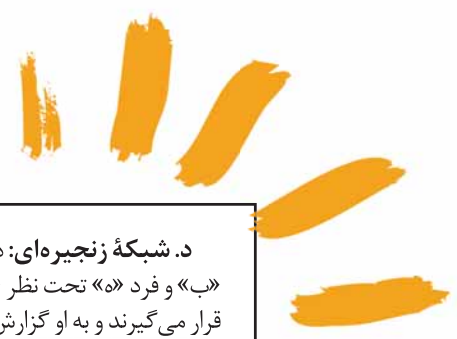 د. شبکهٔ زنجیره‌ای:
«ب» و فرد «ه» تحت نظر
قرار می‌گیرند و به او گزارش